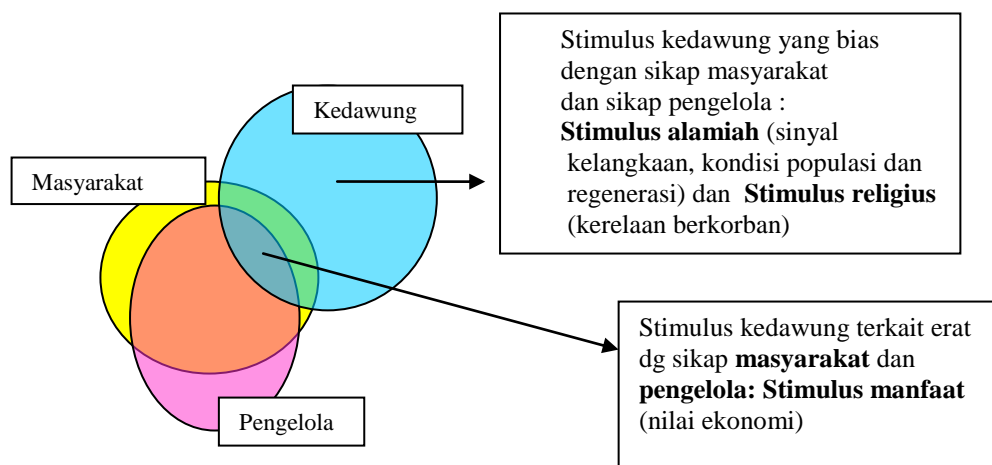 Stimulus kedawung yang bias
dengan sikap masyarakat
dan sikap pengelola :
Stimulus alamiah (sinyal
kelangkaan, kondisi populasi dan
regenerasi) dan Stimulus religius
(kerelaan berkorban)
Kedawung
Masyarakat
Stimulus kedawung terkait erat
dg sikap masyarakat dan
pengelola: Stimulus manfaat
(nilai ekonomi)
Pengelola